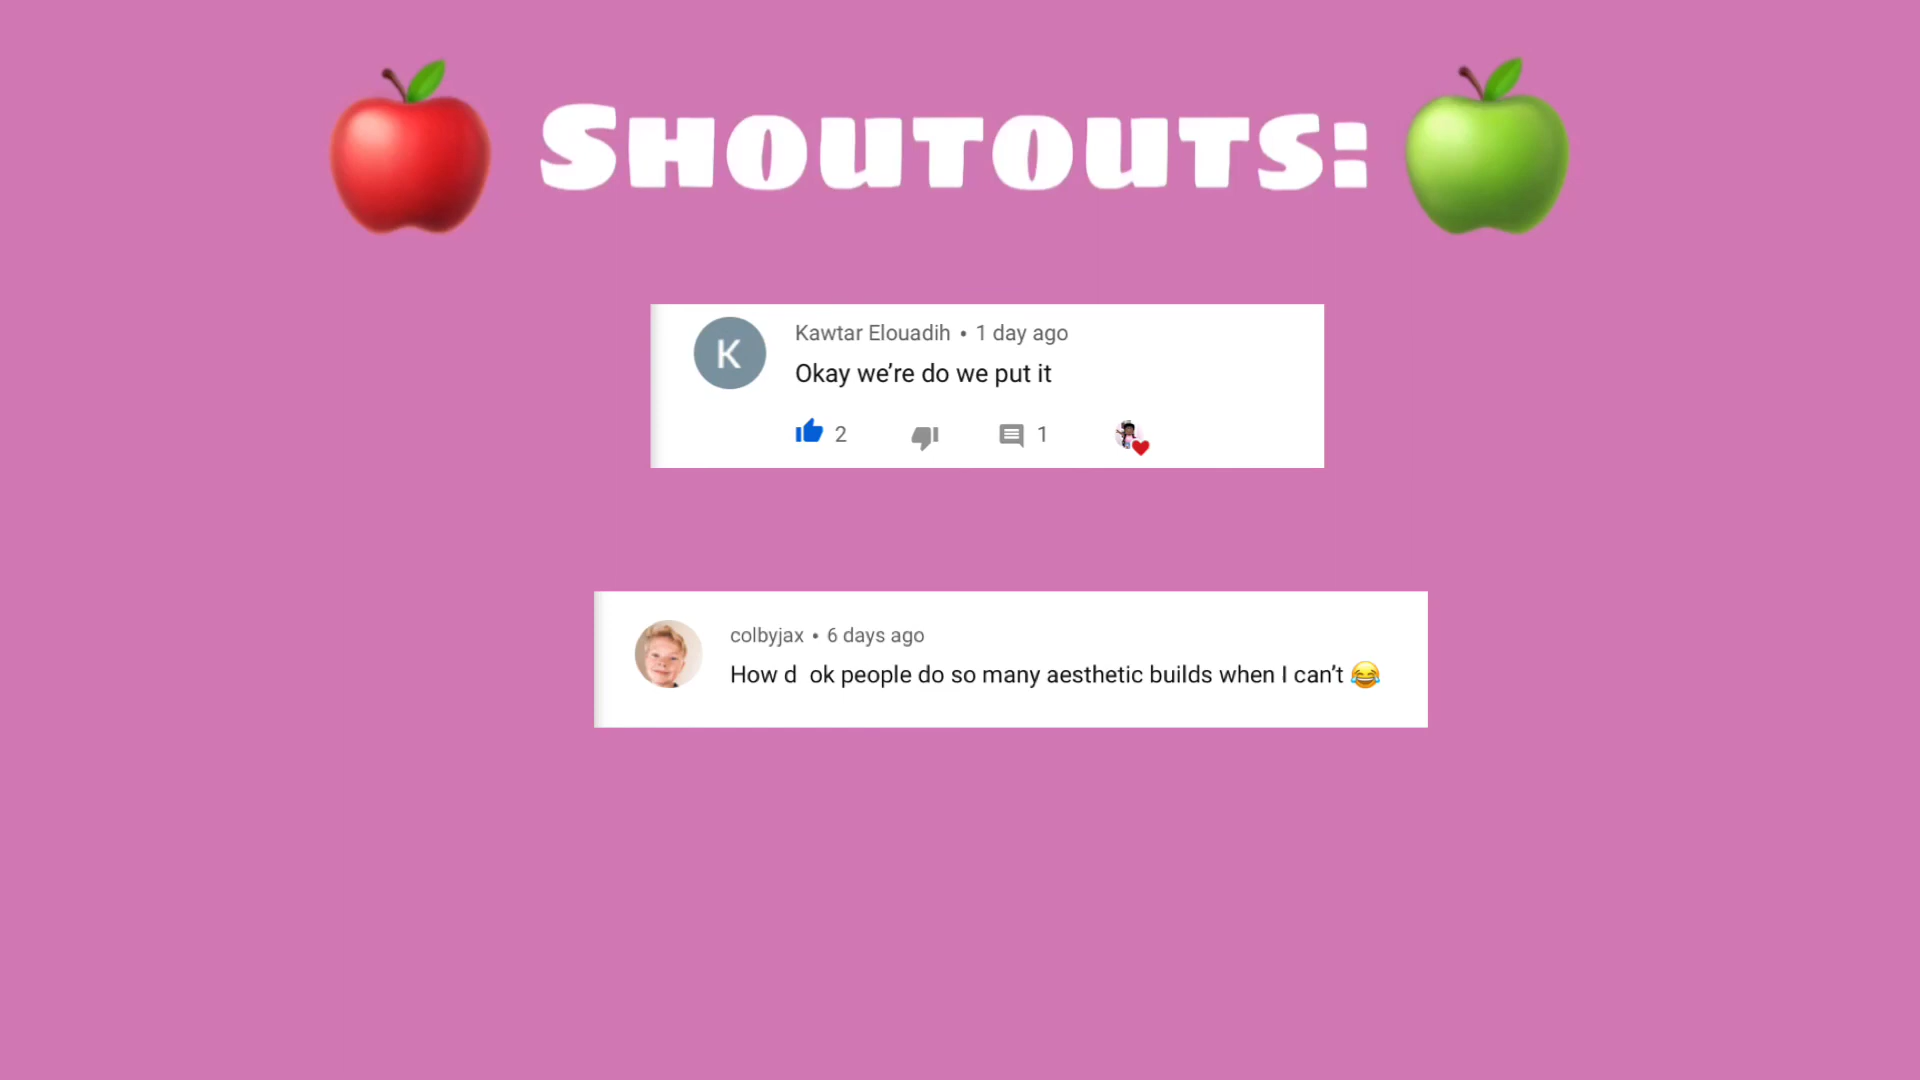 SHOUTOUTS:
K
Kawtar Elouadih • 1 day ago
Okay we’re do we put it
2
1
colbyjax • 6 days ago
How d  ok people do so many aesthetic builds when I can’t 😂